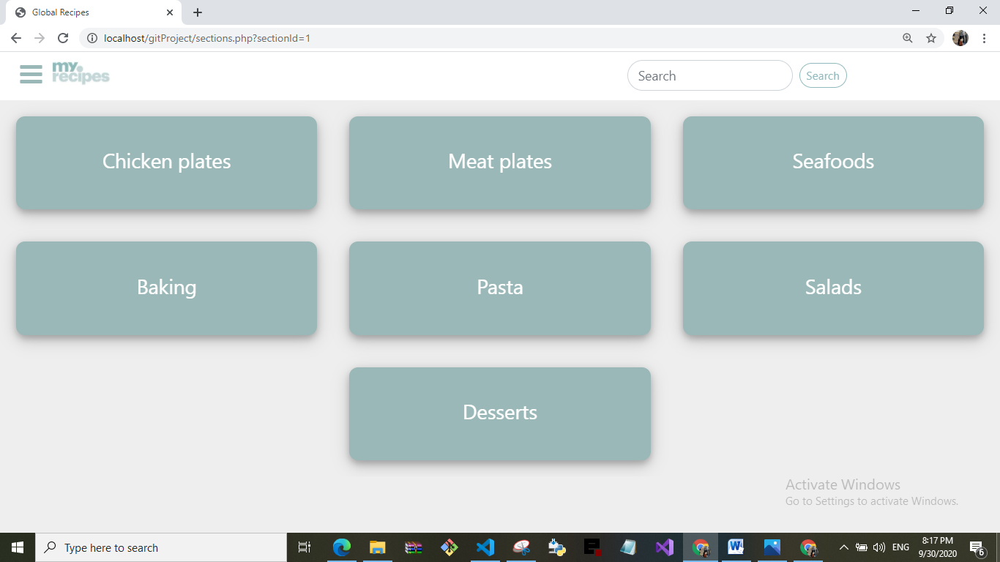 Global Recipes
localhost/gitProject/sections.php?sectionId=1
my.
recipes
Search
Search
Chicken plates
Meat plates
Seafoods
Baking
Pasta
Salads
Desserts
Activate Windows
Go to Settings to activate Windows.
Type here to search
ENG
8:17 PM
9/30/2020
6